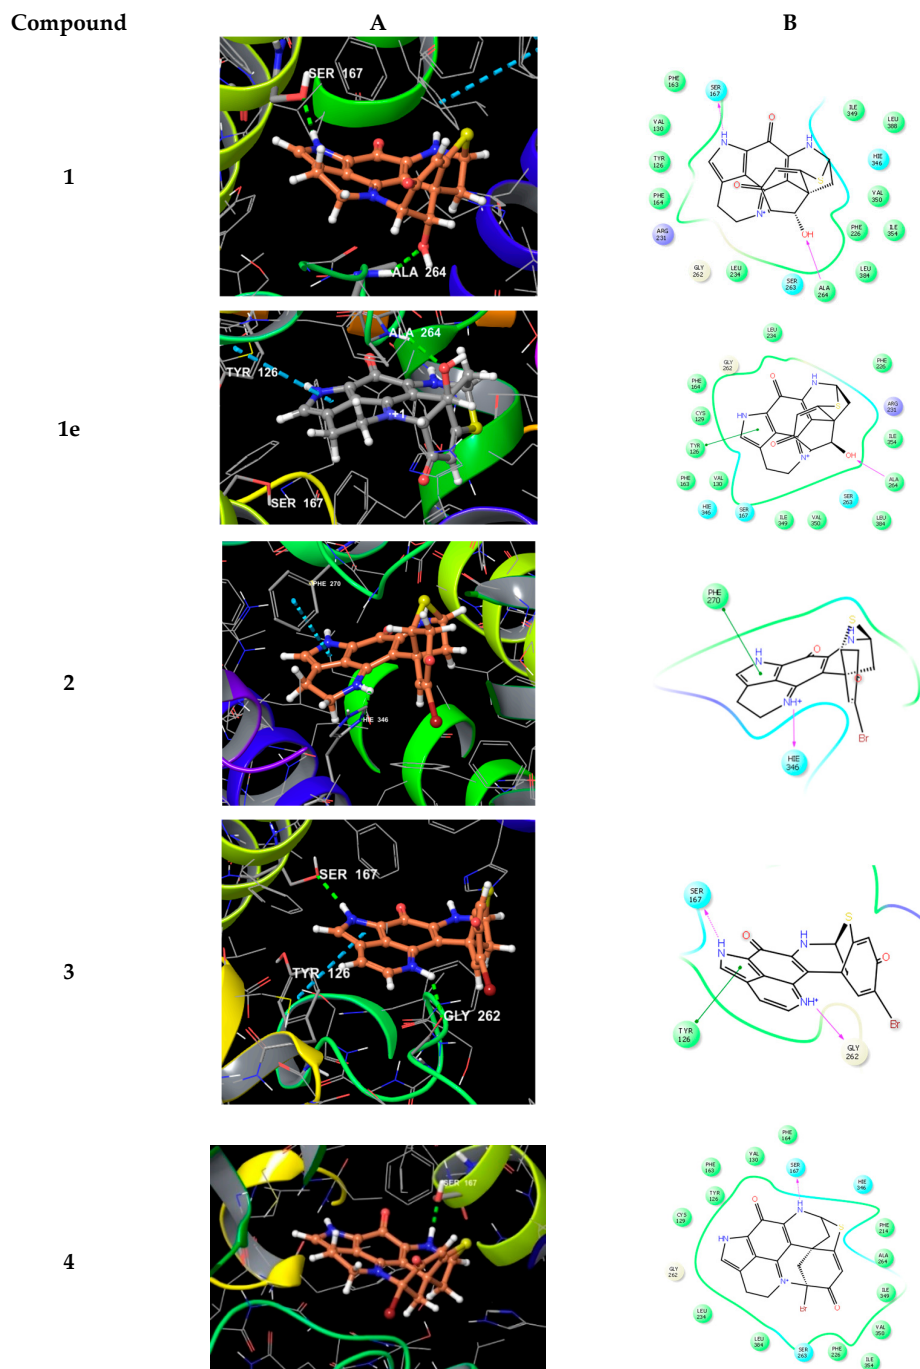 Compound A B
1
SER 167
ALA 264
PHE 163
SER 167
VAL 130
TYR 126
PHE 164
ARG 231
GLY 262
LEU 234
SER 263
ALA 264
LEU 384
PHE 226
ILE 354
VAL 350
HIE 346
LEU 388
ILE 349
O
H N
HN
S
O
N+
OH
1e
ALA 264
TYR 126
+1
SER 167
LEU 234
GLY 262
PHE 226
PHE 164
ARG 231
CYS 129
ILE 354
TYR 126
ALA 264
PHE 163
VAL 130
SER 263
HIE 346
SER 167
ILE 349
VAL 350
LEU 384
O
H N
HN
S
O
N+
OH
2
PHE 270
HIE 346
PHE 270
S
H N
O
H N
O
NH+
Br
HIE 346
3
SER 167
TYR 126
GLY 262
SER 167
O
H N
S
H N
O
NH+
Br
TYR 126
GLY 262
4
SER 167
PHE 164
VAL 130
PHE 163
SER 167
HIE 346
TYR 126
CYS 129
PHE 214
ALA 264
GLY 262
ILE 349
LEU 234
VAL 350
LEU 384
SER 263
PHE 226
ILE 354
O
H N
HN
S
N+
Br
O